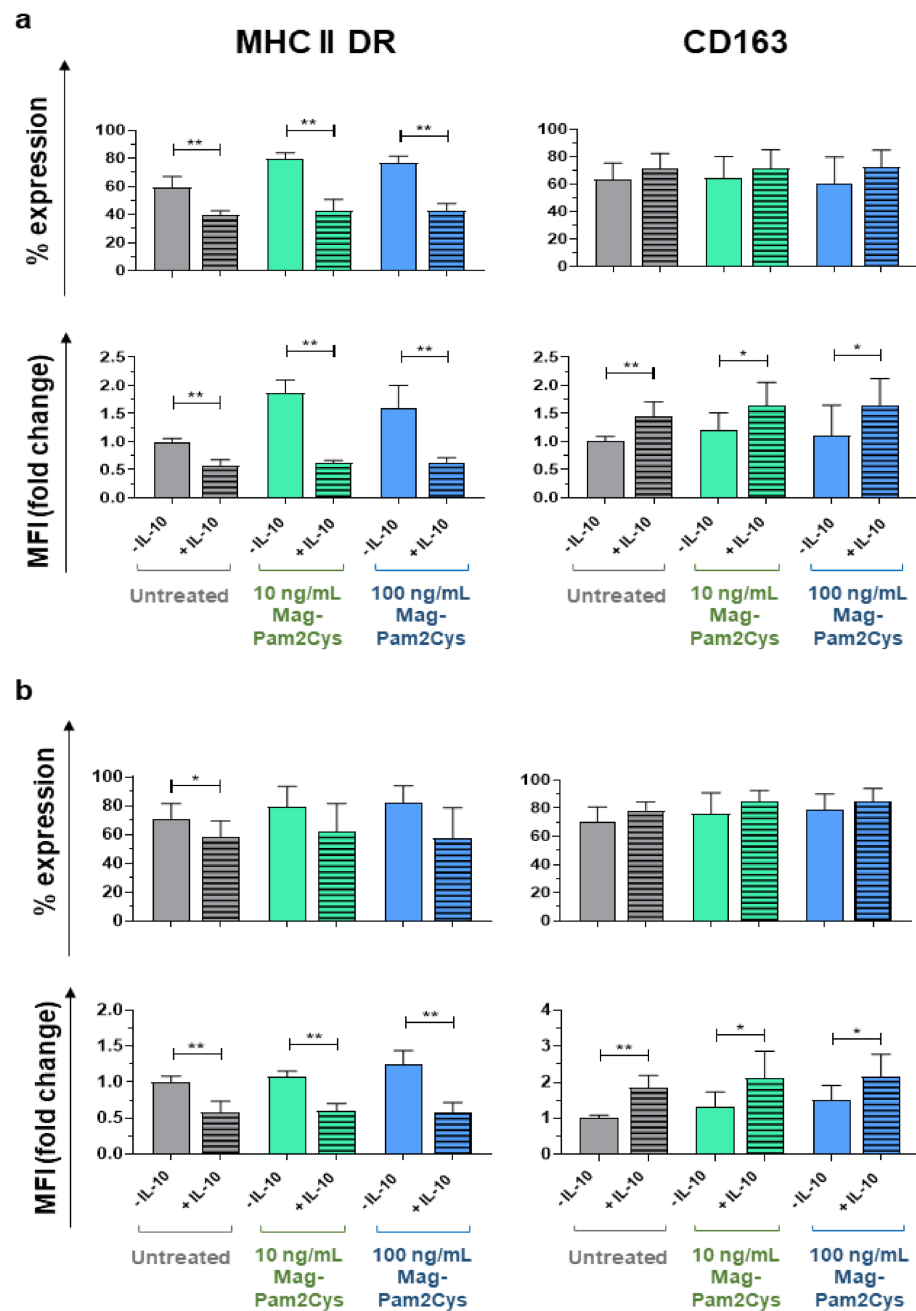 a
MHC II DR
CD163
% expression
100
80
60
40
20
0
**
**
**
100
80
60
40
20
0
MFI (fold change)
2.5
2.0
1.5
1.0
0.5
0.0
**
**
**
2.5
2.0
1.5
1.0
0.5
0.0
**
*
*
- IL-10
+ IL-10
- IL-10
+ IL-10
- IL-10
+ IL-10
- IL-10
+ IL-10
- IL-10
+ IL-10
- IL-10
+ IL-10
Untreated
10 ng/mL
Mag-
Pam2Cys
100 ng/mL
Mag-
Pam2Cys
Untreated
10 ng/mL
Mag-
Pam2Cys
100 ng/mL
Mag-
Pam2Cys
b
% expression
100
80
60
40
20
0
*
100
80
60
40
20
0
MFI (fold change)
2.0
1.5
1.0
0.5
0.0
**
**
**
4
3
2
1
0
**
*
*
- IL-10
+ IL-10
- IL-10
+ IL-10
- IL-10
+ IL-10
- IL-10
+ IL-10
- IL-10
+ IL-10
- IL-10
+ IL-10
Untreated
10 ng/mL
Mag-
Pam2Cys
100 ng/mL
Mag-
Pam2Cys
Untreated
10 ng/mL
Mag-
Pam2Cys
100 ng/mL
Mag-
Pam2Cys